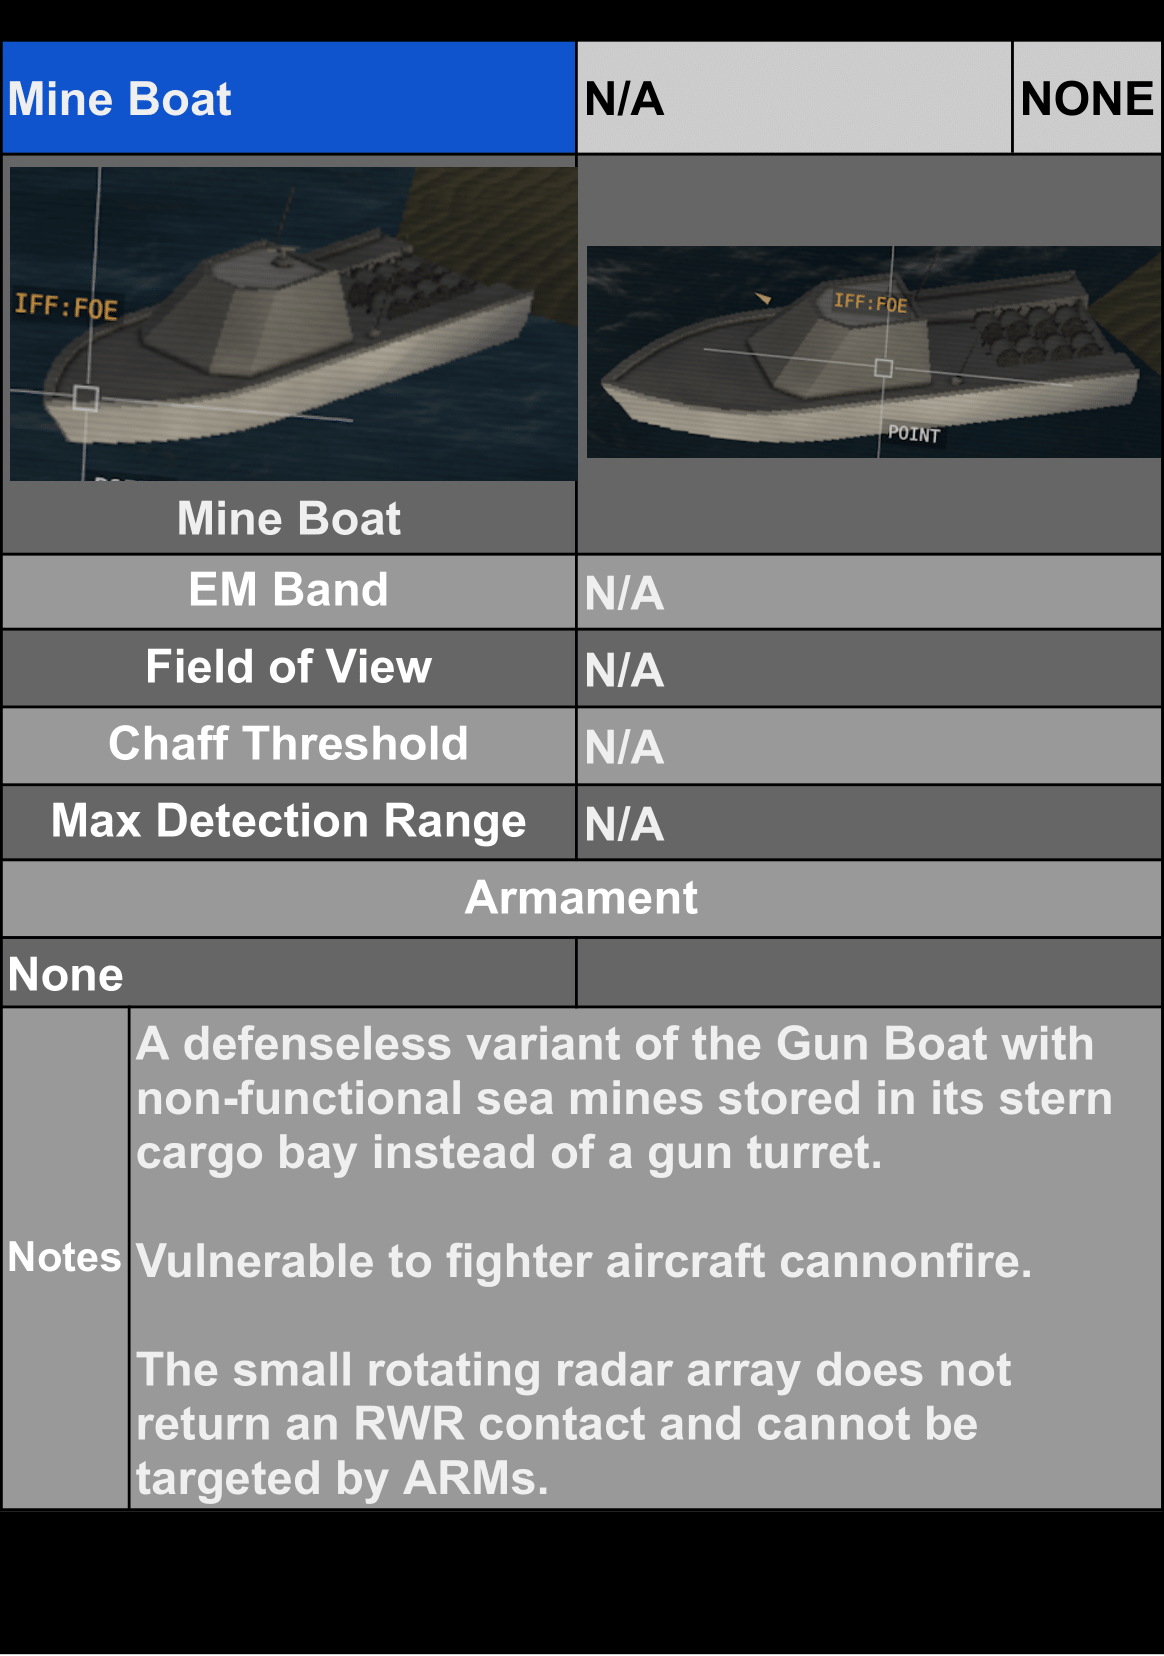 Mine Boat
N/A
NONE
IFF:FOE
IFF:FOE
POINT
Mine Boat
EM Band
N/A
Field of View
N/A
Chaff Threshold
N/A
Max Detection Range
N/A
Armament
None
Notes
A defenseless variant of the Gun Boat with
non-functional sea mines stored in its stern
cargo bay instead of a gun turret.
Vulnerable to fighter aircraft cannonfire.
The small rotating radar array does not
return an RWR contact and cannot be
targeted by ARMs.